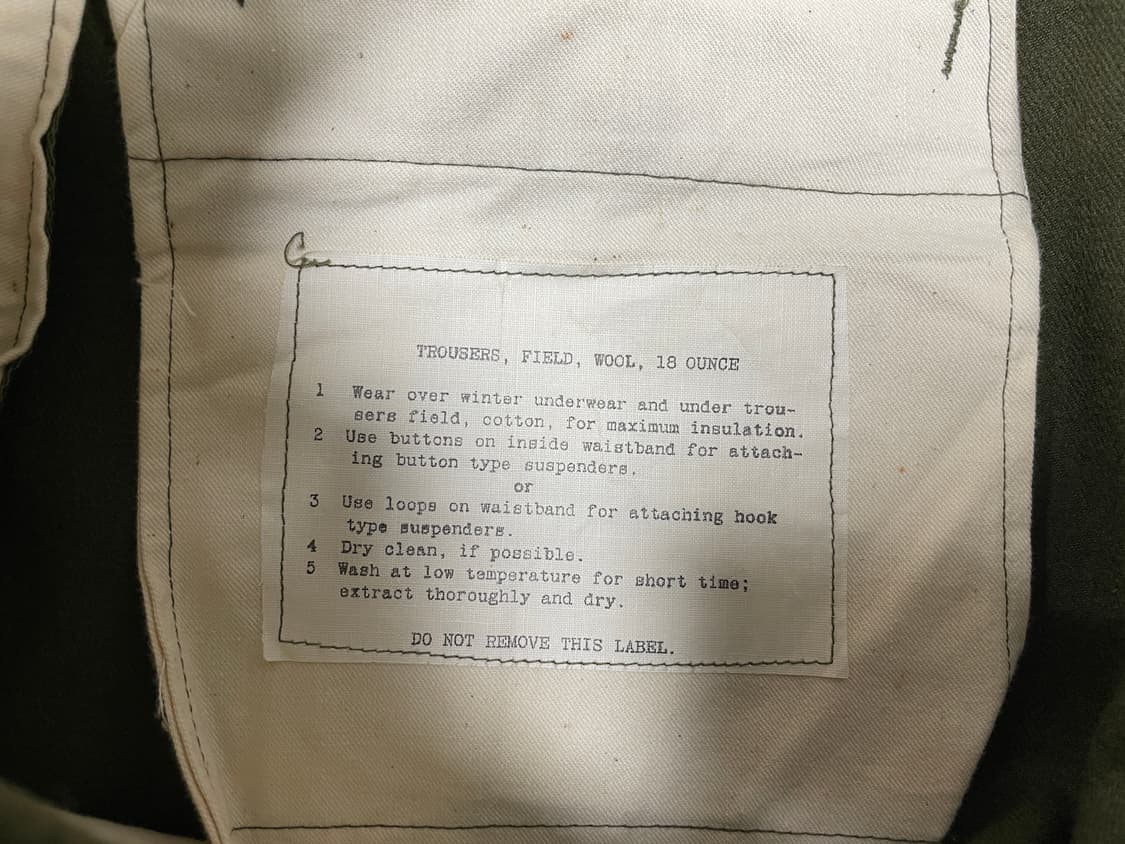 TROUSERS, FIELD, WOOL, 18 OUNCE
1 Wear over winter underwear and under trou-
sers field, cotton, for maximum insulation.
2 Use buttons on inside waistband for attach-
ing button type suspenders.
or
3 Use loops on waistband for attaching hook
type suspenders.
4 Dry clean, if possible.
5 Wash at low temperature for short time;
extract thoroughly and dry.
DO NOT REMOVE THIS LABEL.